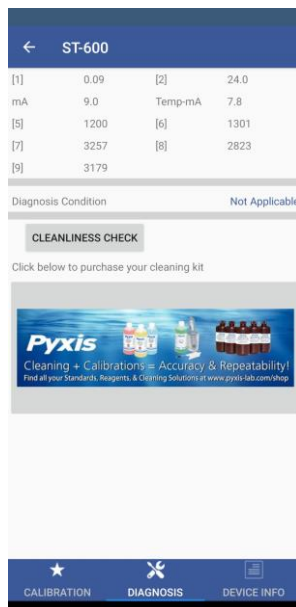 ← ST-600
[1] 0.09 [2] 24.0
mA 9.0 Temp-mA 7.8
[5] 1200 [6] 1301
[7] 3257 [8] 2823
[9] 3179
Diagnosis Condition Not Applicable
CLEANLINESS CHECK
Click below to purchase your cleaning kit
Pyxis
Cleaning + Calibrations = Accuracy & Repeatability!
Find all your Standards, Reagents, & Cleaning Solutions at www.pyxis-lab.com/shop
CALIBRATION DIAGNOSIS DEVICE INFO